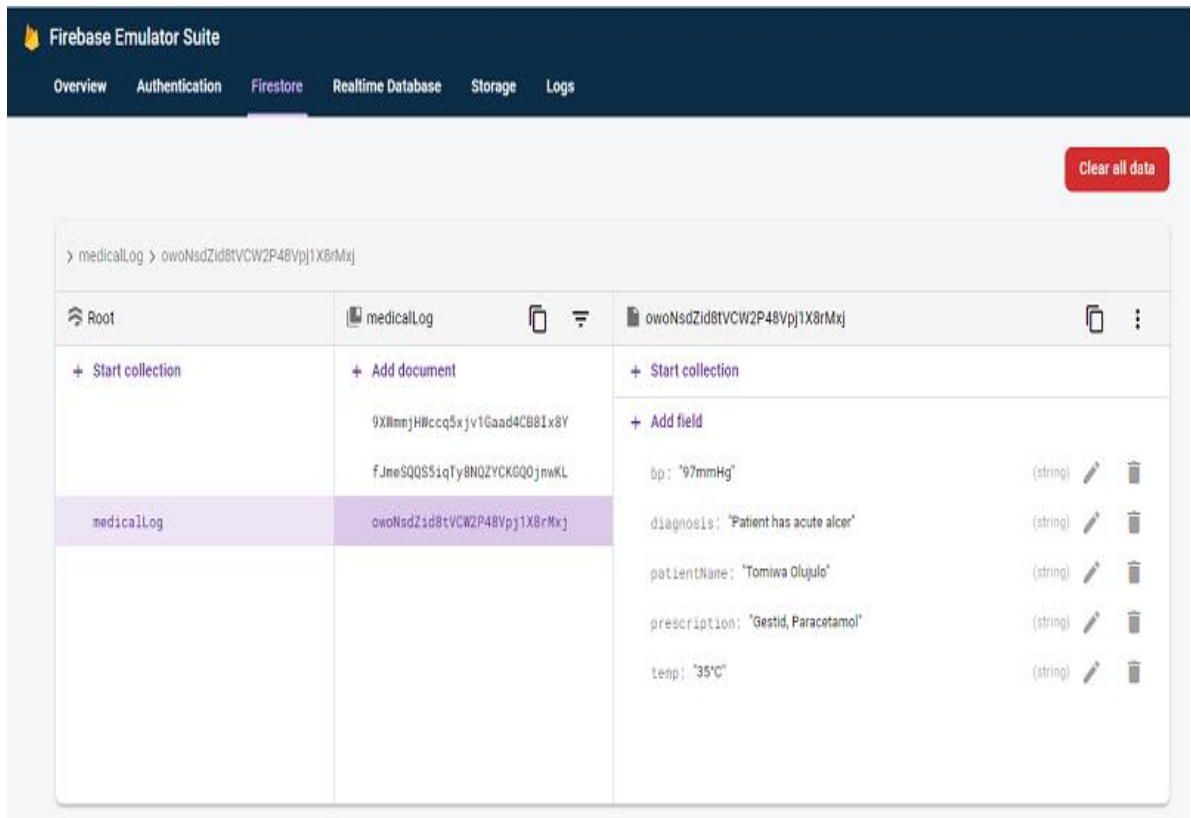 Firebase Emulator Suite
Overview Authentication Firestore Realtime Database Storage Logs
Clear all data
> medicalLog > owoNsdZid8tVCW2P48Vpj1X8rMxj
Root
medicalLog
owoNsdZid8tVCW2P48Vpj1X8rMxj
+ Start collection
+ Add document
+ Start collection
9XWmmjHWccq5xjv1Gaad4CB8Ix8Y
+ Add field
fJmeSQQS5iqTy8NQZYCKGQOjnwKL
bp: "97mmHg" (string)
medicalLog
owoNsdZid8tVCW2P48Vpj1X8rMxj
diagnosis: "Patient has acute alcer" (string)
patientName: "Tomiwa Olujulo" (string)
prescription: "Gestid, Paracetamol" (string)
temp: "35°C" (string)